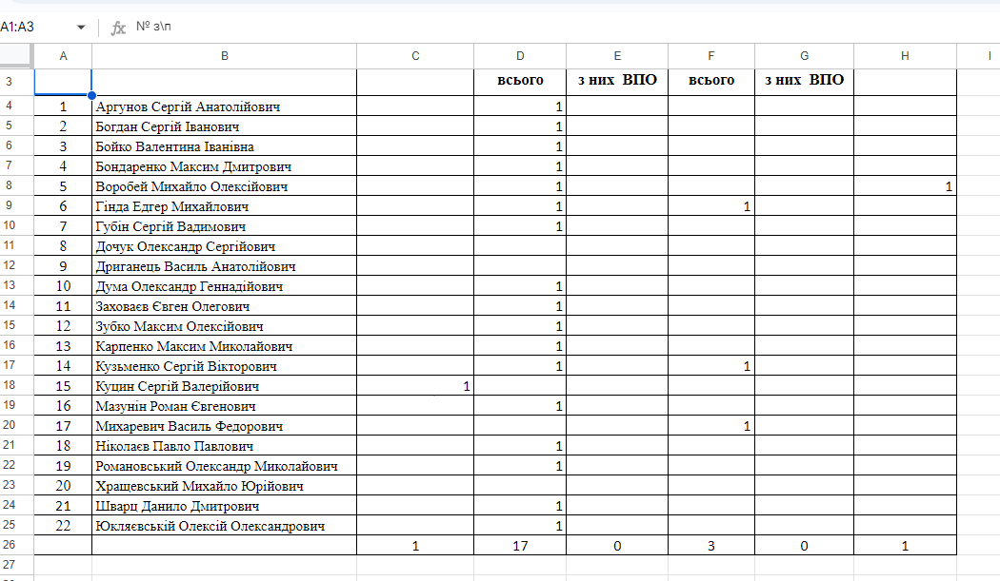 A1:A3 fx № з\п
A B C D E F G H I
3 всього з них ВПО всього з них ВПО
4 1 Аргунов Сергій Анатолійович 1
5 2 Богдан Сергій Іванович 1
6 3 Бойко Валентина Іванівна 1
7 4 Бондаренко Максим Дмитрович 1
8 5 Воробей Михайло Олексійович 1 1
9 6 Гінда Едгер Михайлович 1 1
10 7 Губін Сергій Вадимович 1
11 8 Дочук Олександр Сергійович
12 9 Дриганець Василь Анатолійович
13 10 Дума Олександр Геннадійович 1
14 11 Заховаєв Євген Олегович 1
15 12 Зубко Максим Олексійович 1
16 13 Карпенко Максим Миколайович 1
17 14 Кузьменко Сергій Вікторович 1 1
18 15 Куцин Сергій Валерійович 1
19 16 Мазунін Роман Євгенович 1
20 17 Михаревич Василь Федорович 1
21 18 Ніколаєв Павло Павлович 1
22 19 Романовський Олександр Миколайович 1
23 20 Хращевський Михайло Юрійович
24 21 Шварц Данило Дмитрович 1
25 22 Юкляєвській Олексій Олександрович 1
26 1 17 0 3 0 1
27